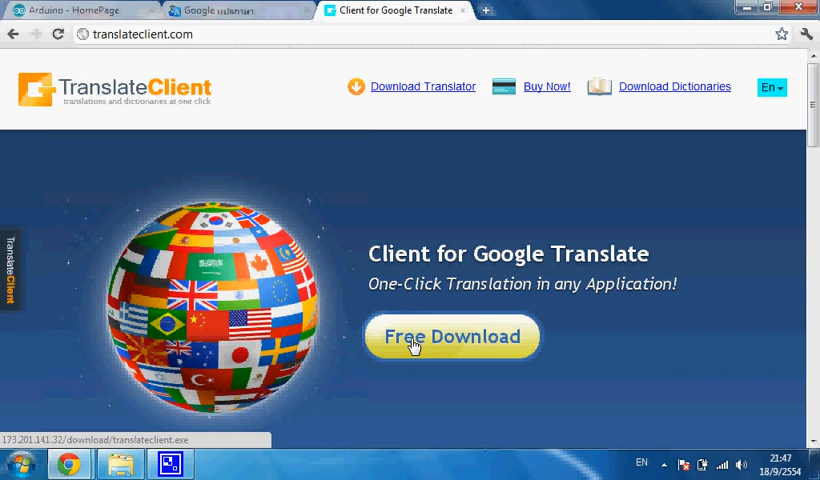 Arduino - HomePage
Google แปลภาษา
Client for Google Translate
translateclient.com
TranslateClient
translations and dictionaries at one click
Download Translator
Buy Now!
Download Dictionaries
En
TranslateClient
Client for Google Translate
One-Click Translation in any Application!
Free Download
173.201.141.32/download/translateclient.exe
EN
21:47
18/9/2554